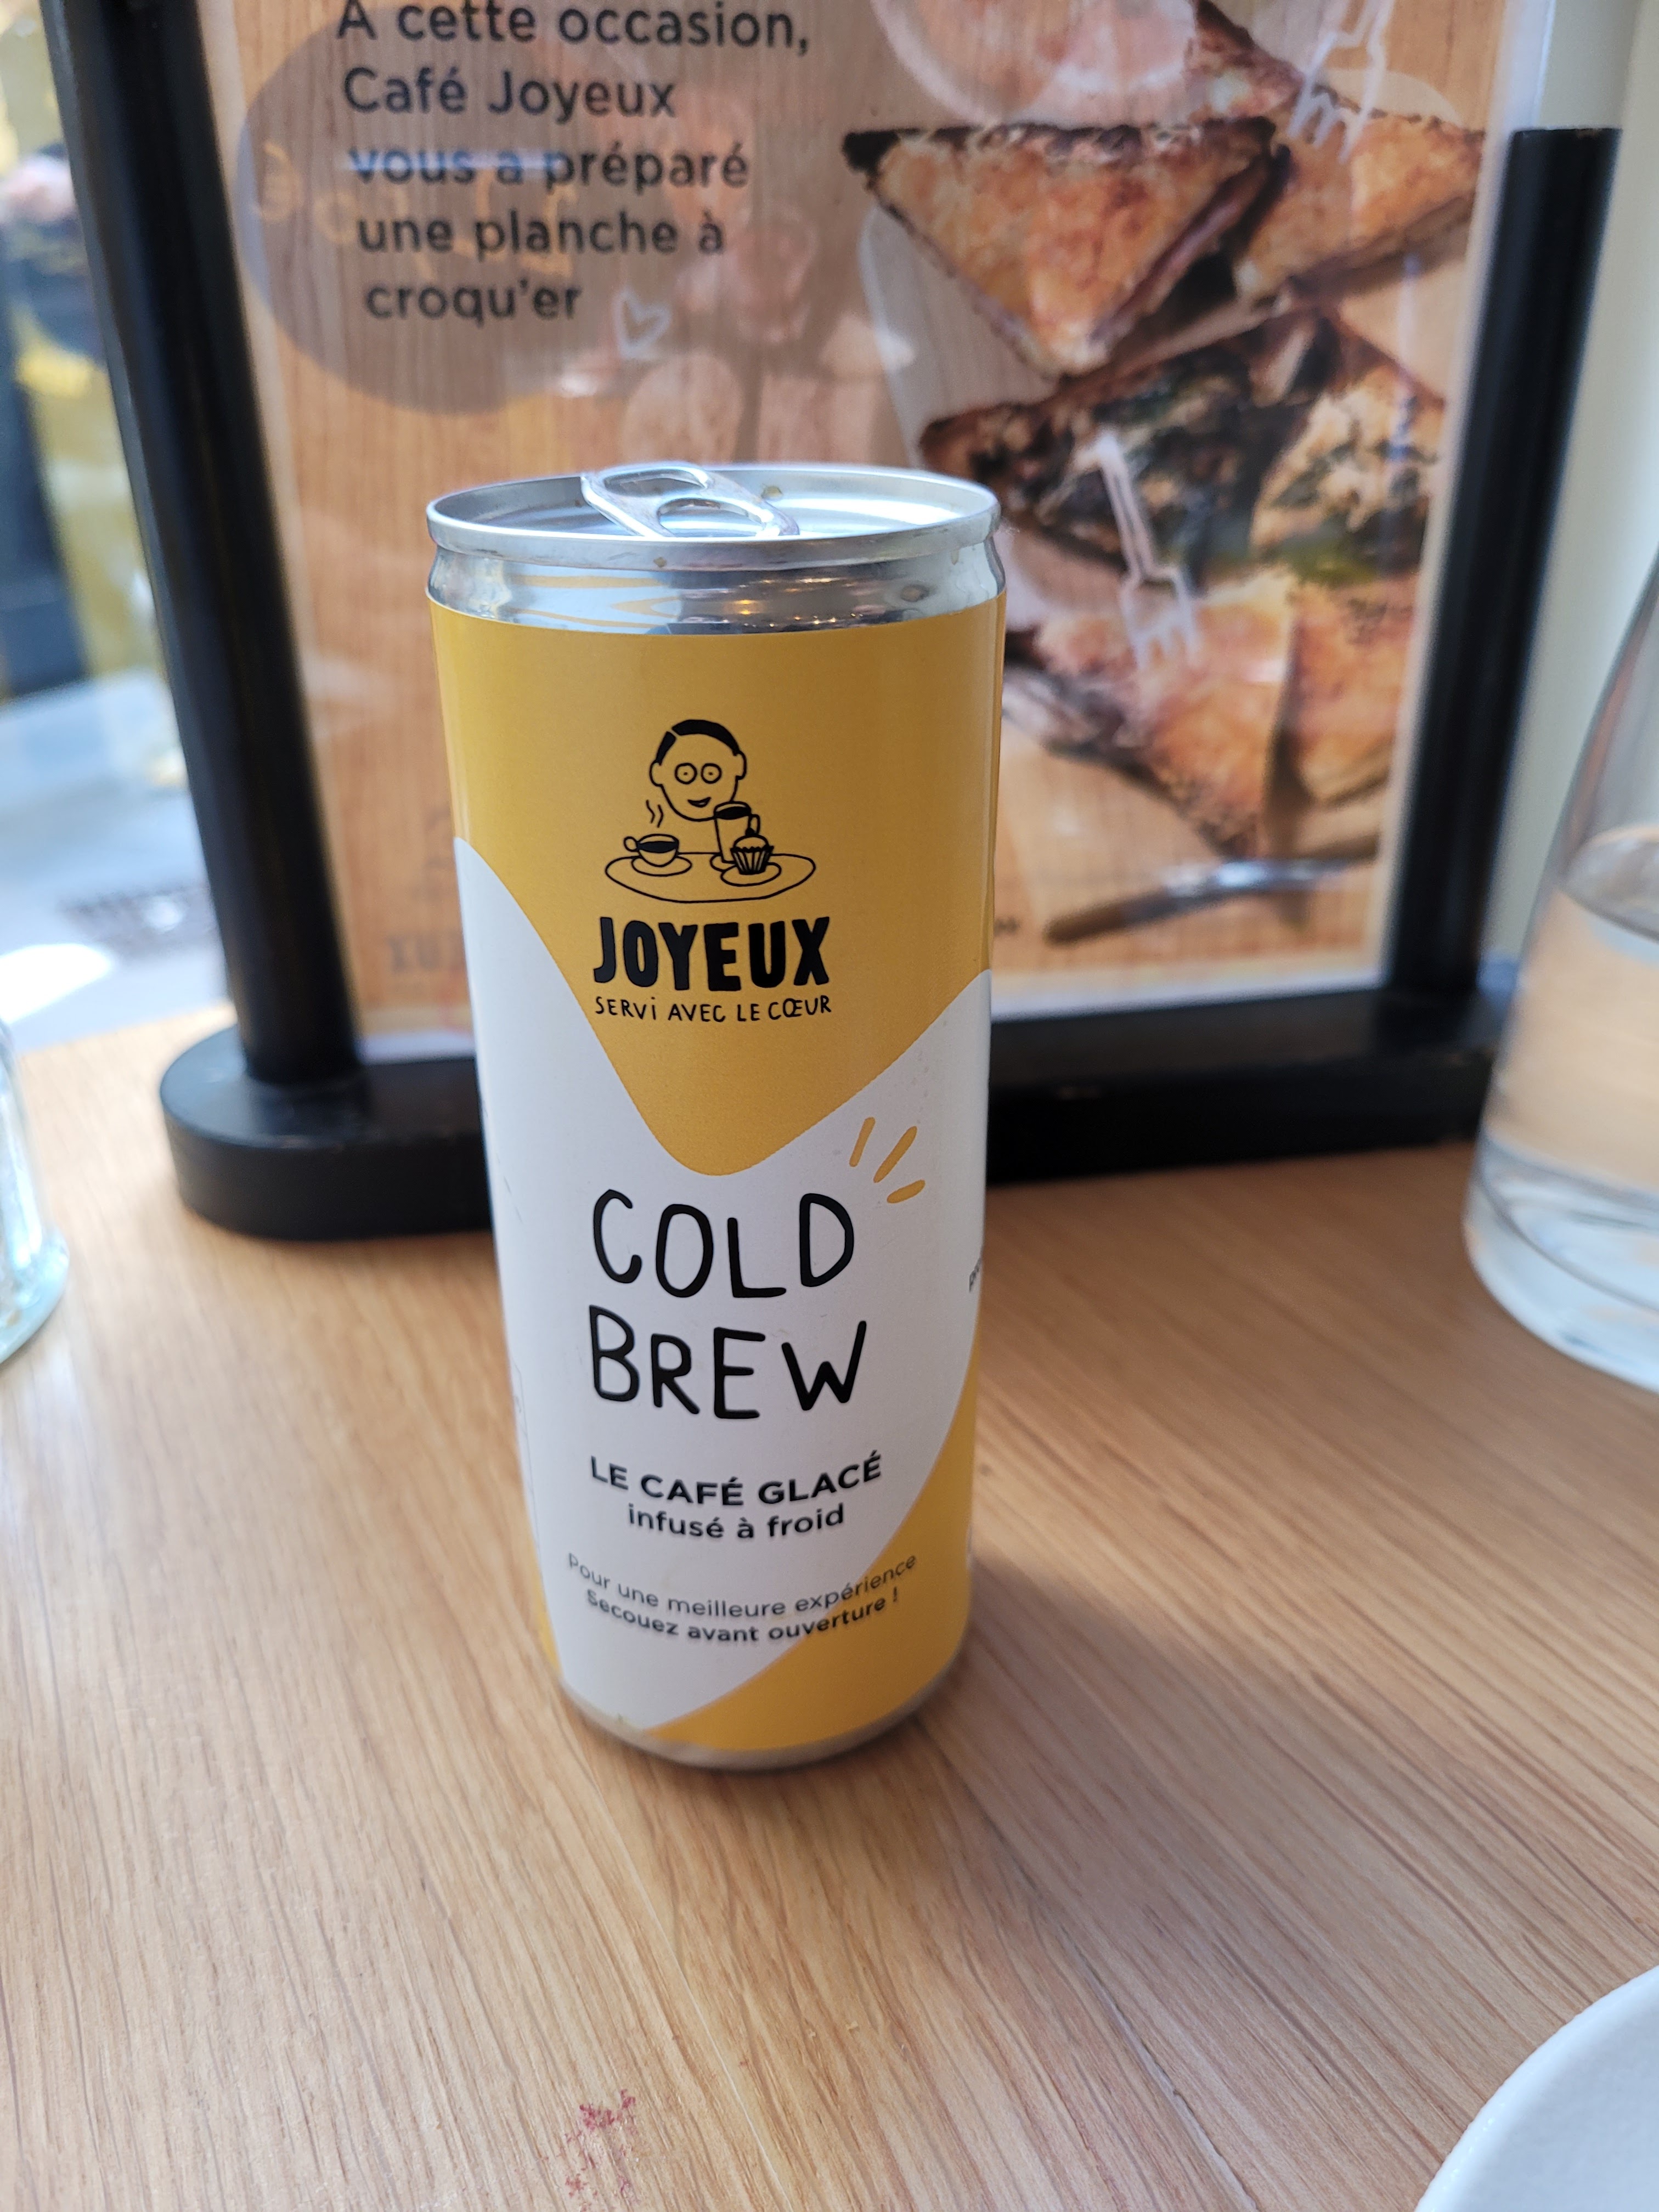 À cette occasion,
Café Joyeux
vous a préparé
une planche à
croqu'er
JOYEUX
SERVI AVEC LE CŒUR
COLD
BREW
LE CAFÉ GLACÉ
infusé à froid
Pour une meilleure expérience
Secouez avant ouverture !